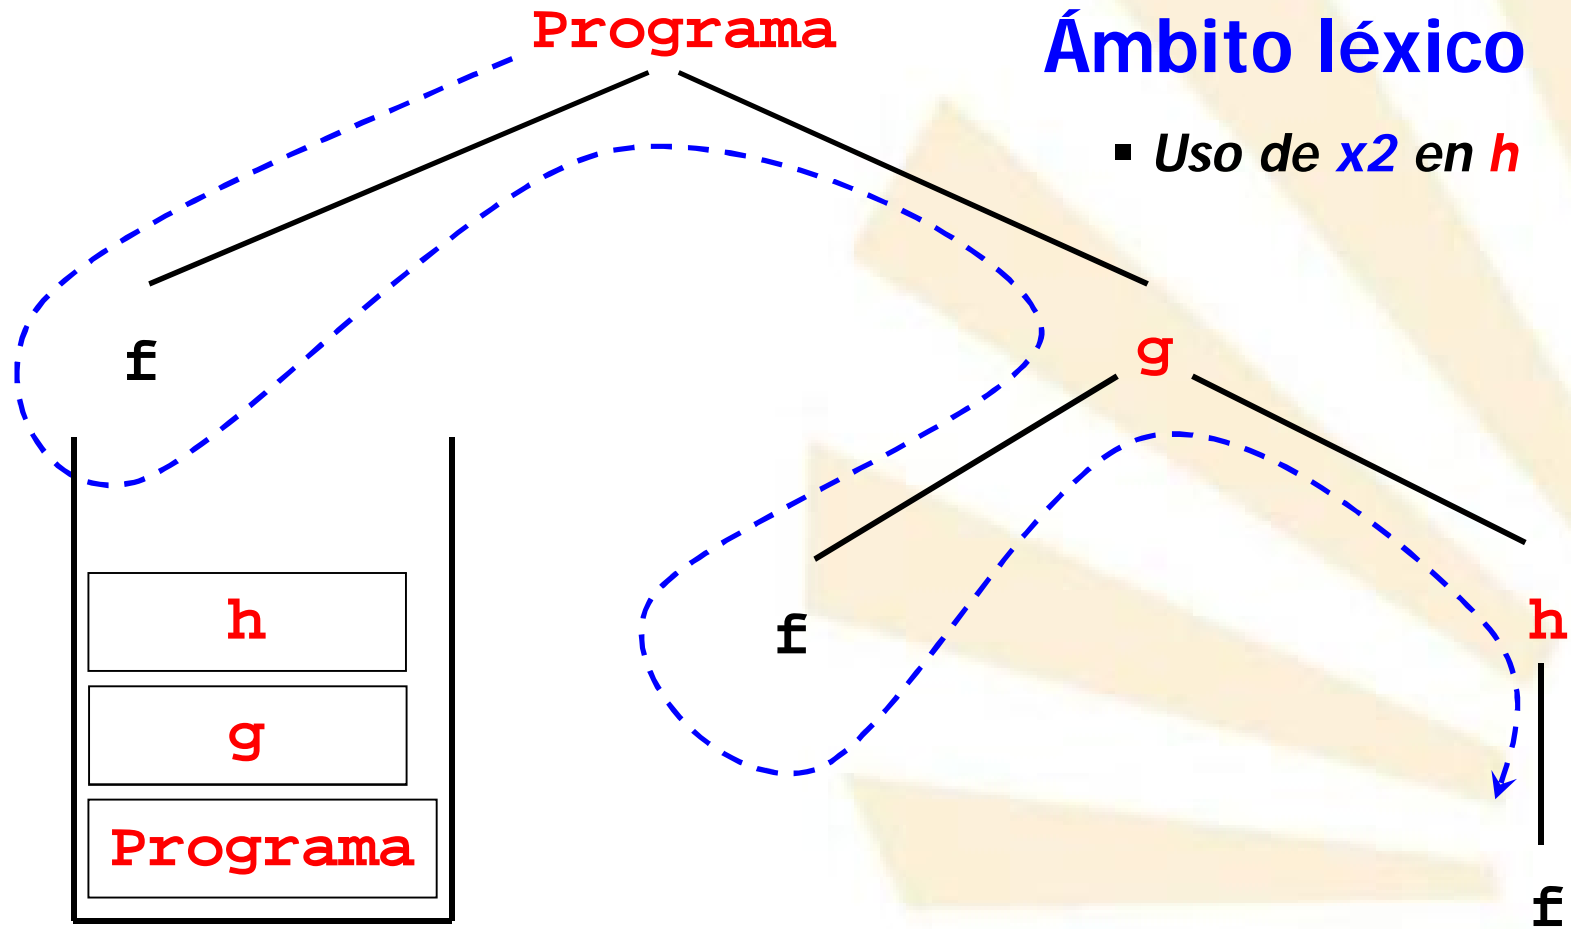 Programa
Ámbito léxico
▪ Uso de x2 en h
f
g
h
g
Programa
f
h
f